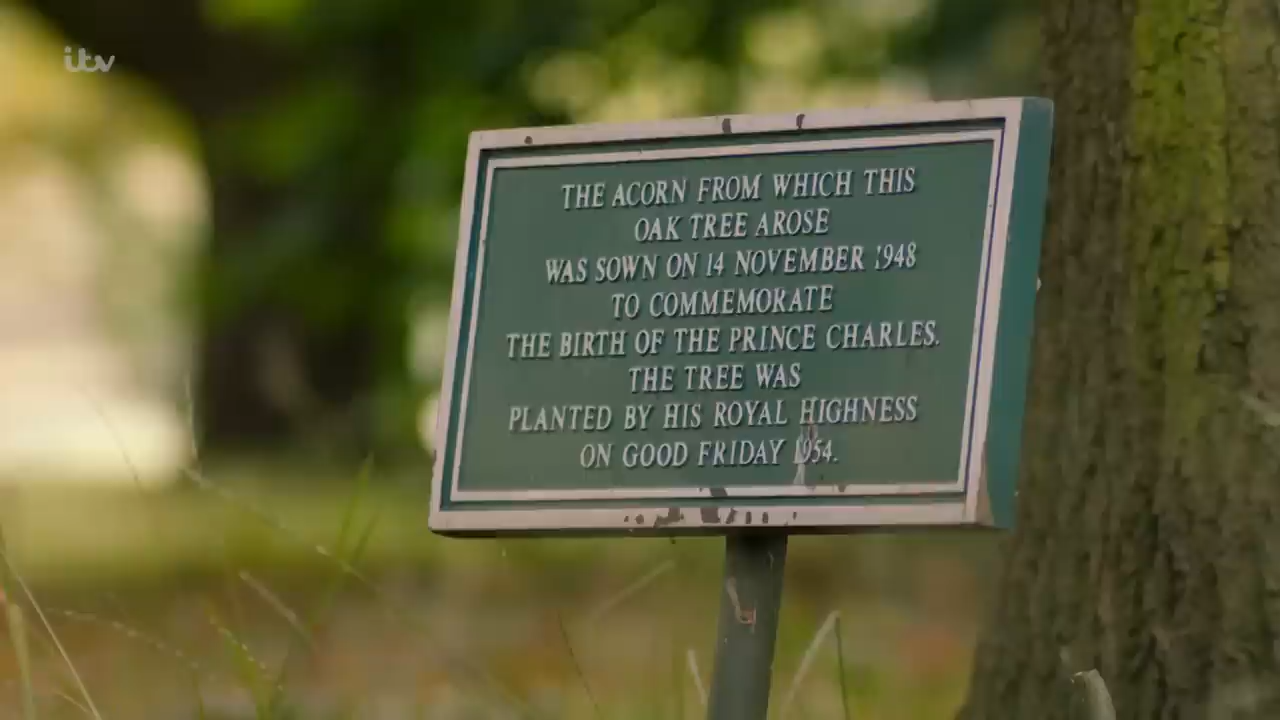 itv
THE ACORN FROM WHICH THIS
OAK TREE AROSE
WAS SOWN ON 14 NOVEMBER 1948
TO COMMEMORATE
THE BIRTH OF THE PRINCE CHARLES.
THE TREE WAS
PLANTED BY HIS ROYAL HIGHNESS
ON GOOD FRIDAY 1954.